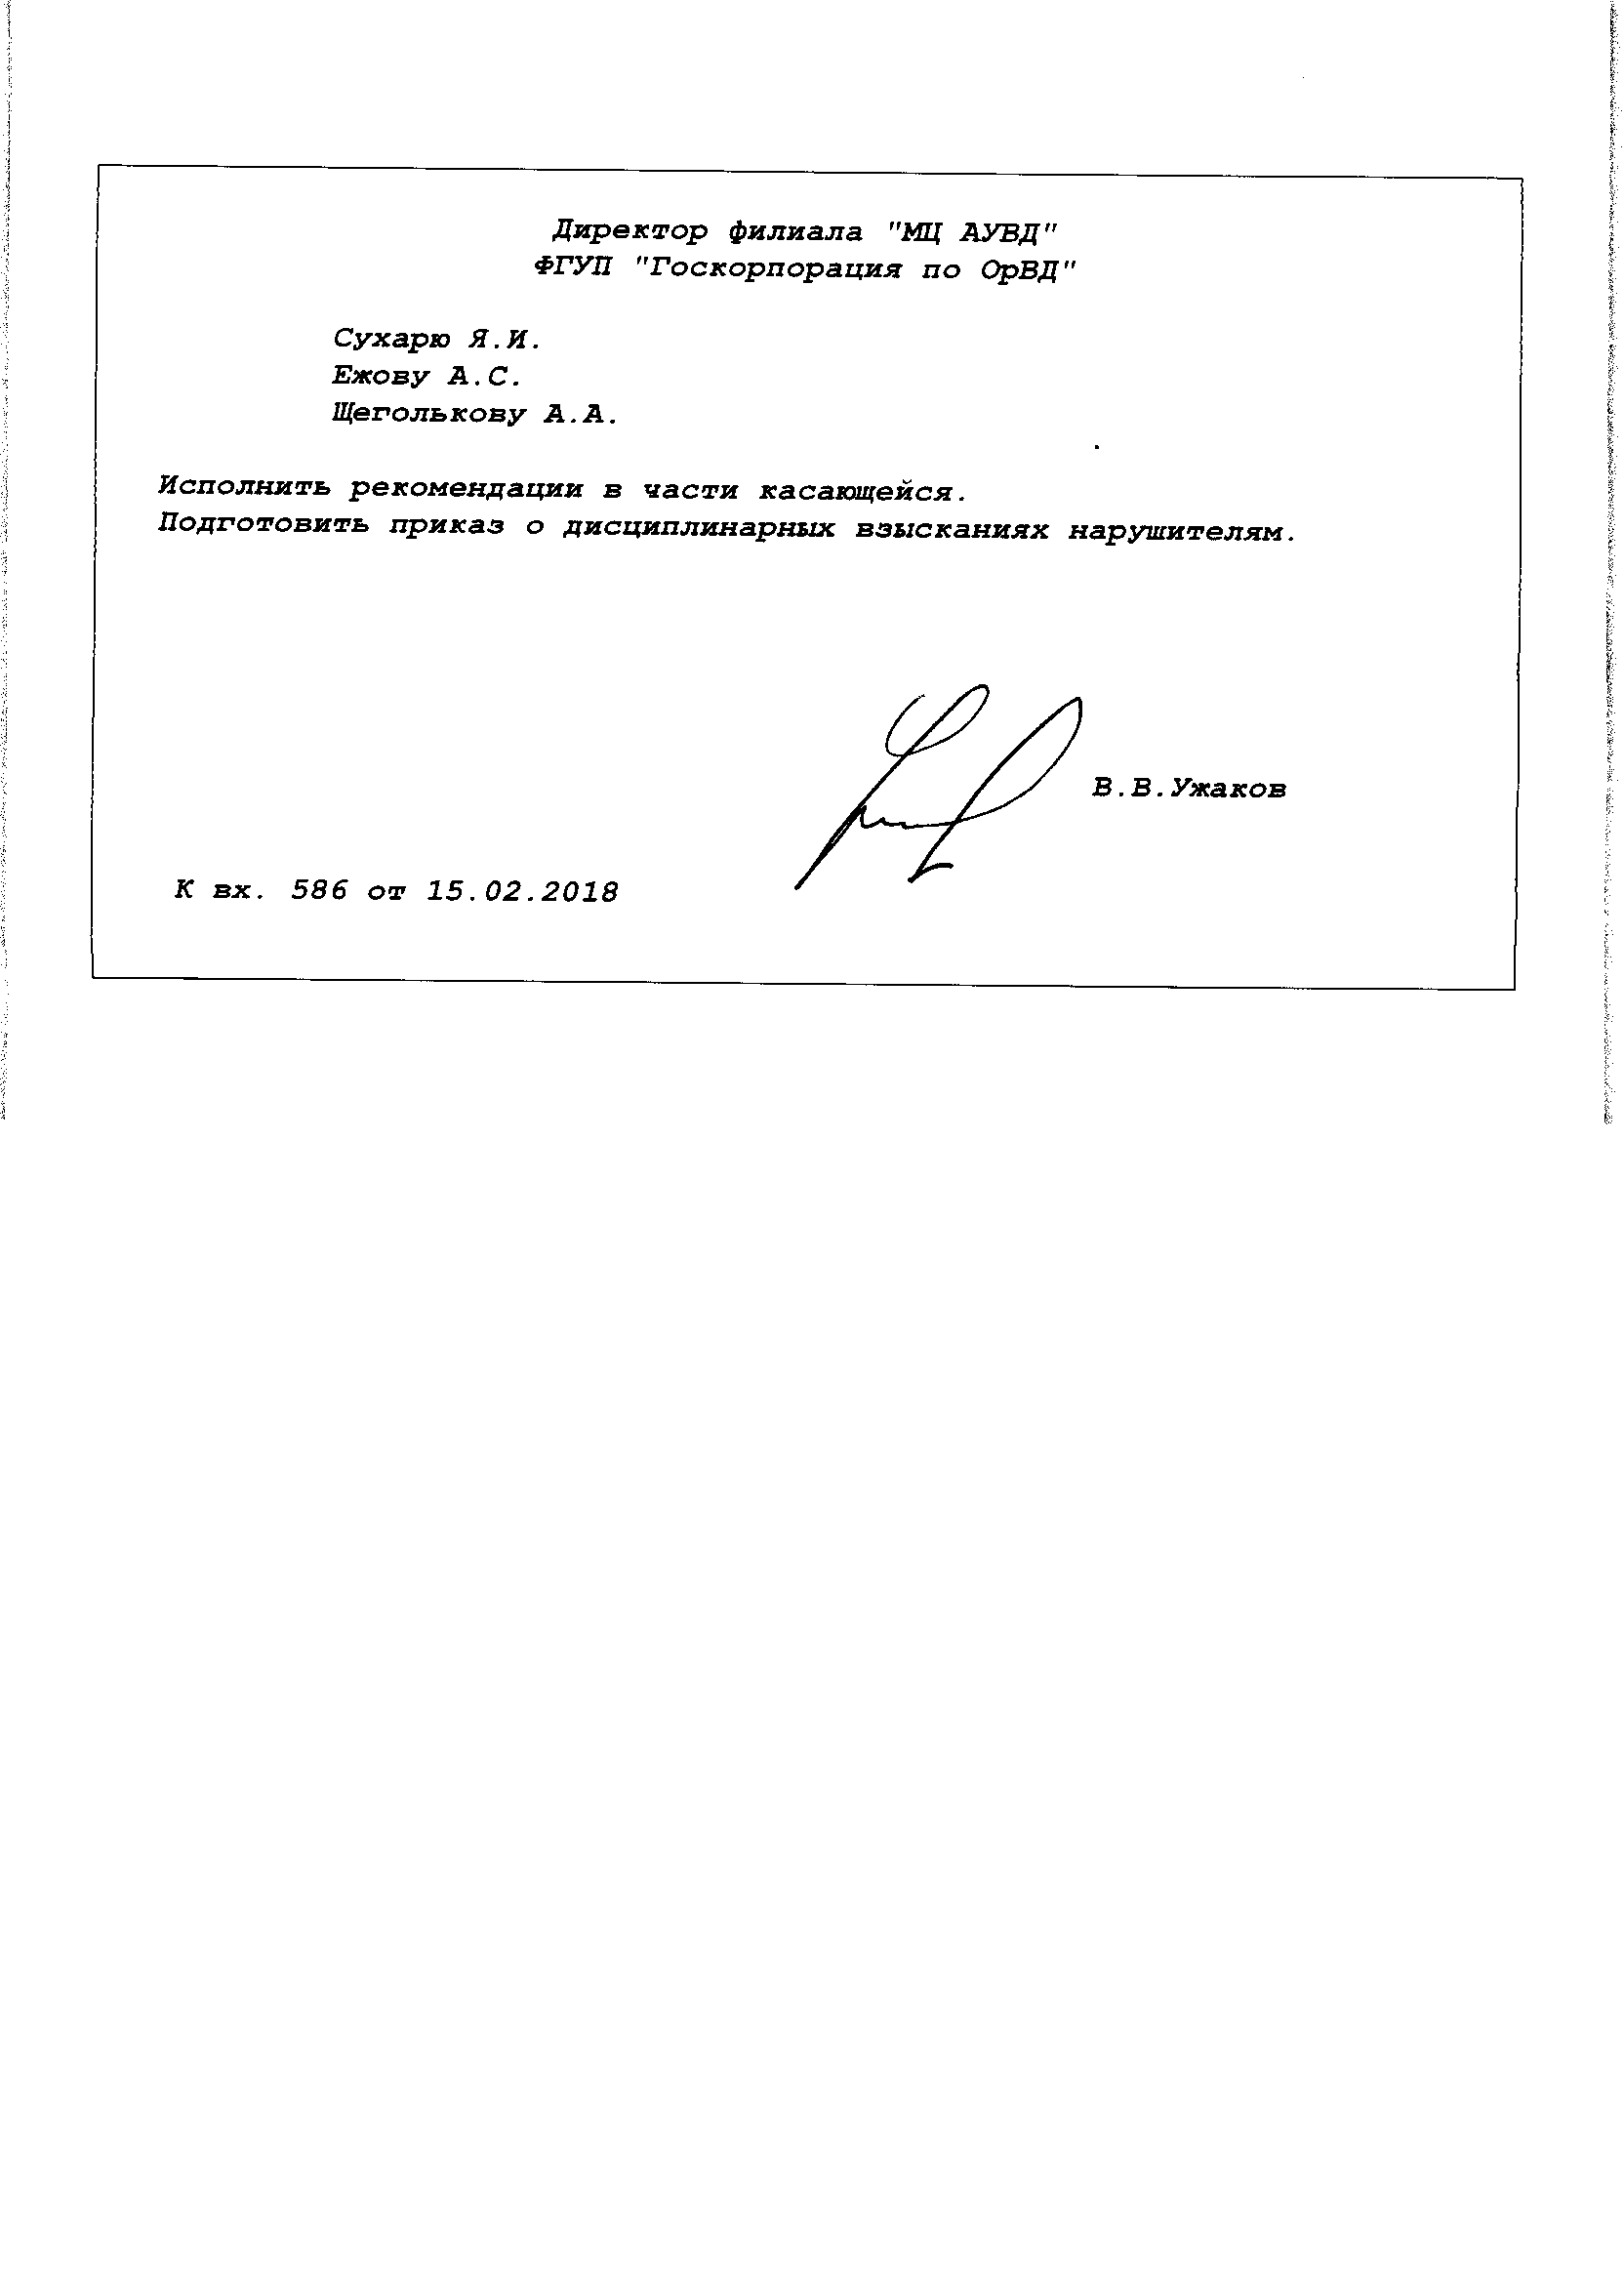 Директор филиала "МЦ АУВД"
ФГУП "Госкорпорация по ОрВД"
Сухарю Я.И.
Ежову А.С.
Щеголькову А.А.
Исполнить рекомендации в части касающейся.
Подготовить приказ о дисциплинарных взысканиях нарушителям.
В.В.Ужаков
К вх. 586 от 15.02.2018